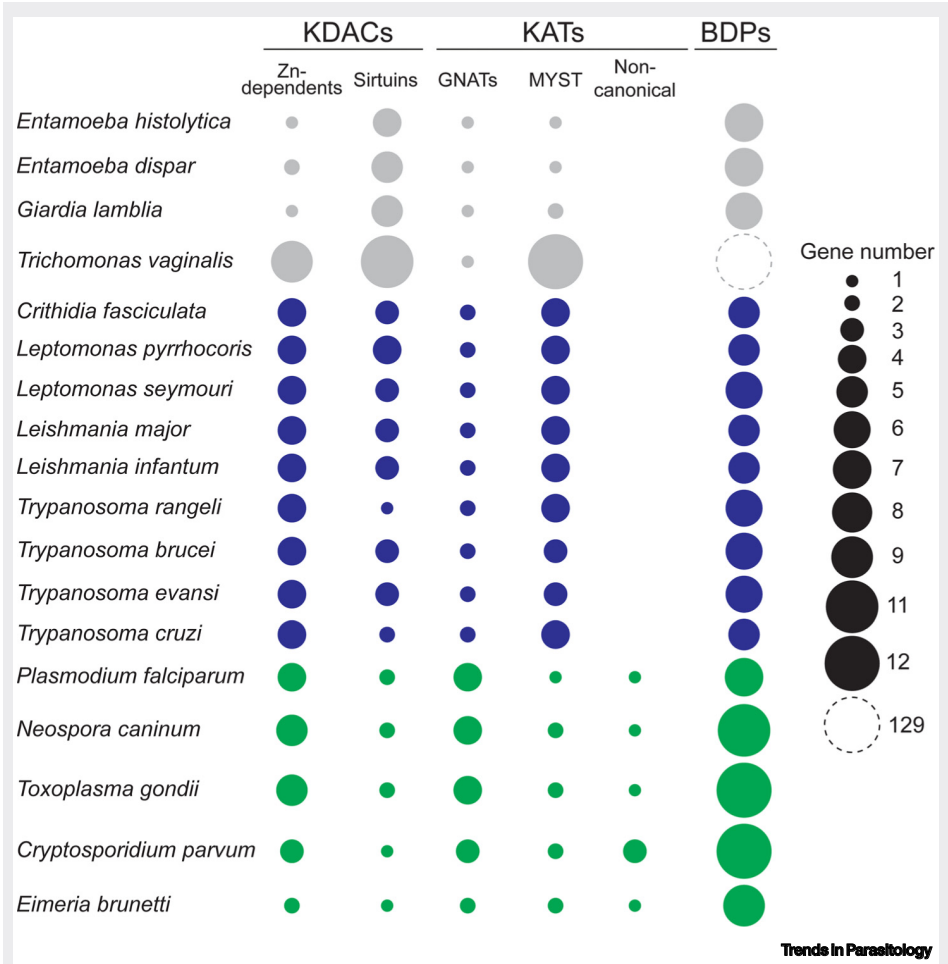 KDACs KATs BDPs
Zn-
dependents Sirtuins GNATs MYST Non-
canonical
Entamoeba histolytica
Entamoeba dispar
Giardia lamblia
Trichomonas vaginalis
Gene number
1
2
3
4
5
6
7
8
9
11
12
129
Crithidia fasciculata
Leptomonas pyrrhocoris
Leptomonas seymouri
Leishmania major
Leishmania infantum
Trypanosoma rangeli
Trypanosoma brucei
Trypanosoma evansi
Trypanosoma cruzi
Plasmodium falciparum
Neospora caninum
Toxoplasma gondii
Cryptosporidium parvum
Eimeria brunetti
Trends in Parasitology